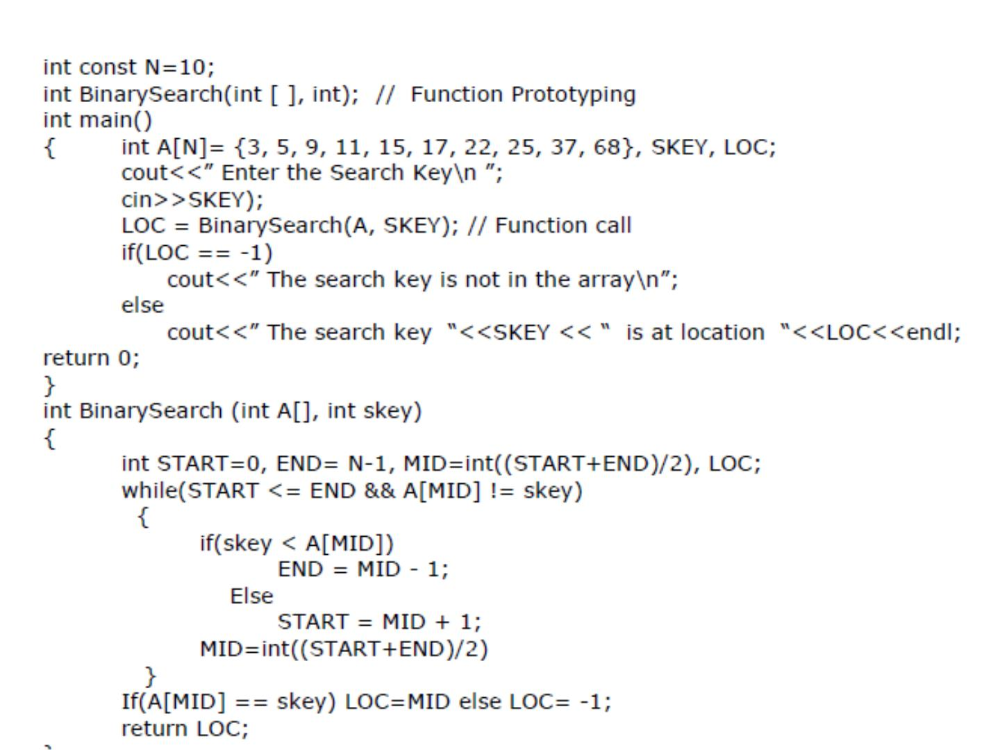 int const N=10;
int BinarySearch(int [ ], int);  //  Function Prototyping
int main()
{ int A[N]= {3, 5, 9, 11, 15, 17, 22, 25, 37, 68}, SKEY, LOC;
cout<<” Enter the Search Key\n ”;
cin>>SKEY);
LOC = BinarySearch(A, SKEY); // Function call
if(LOC == -1)
cout<<” The search key is not in the array\n”;
else
cout<<” The search key  “<<SKEY << “  is at location  “<<LOC<<endl;
return 0;
}
int BinarySearch (int A[], int skey)
{
int START=0, END= N-1, MID=int((START+END)/2), LOC;
while(START <= END && A[MID] != skey)
{
if(skey < A[MID])
END = MID - 1;
Else
START = MID + 1;
MID=int((START+END)/2)
}
If(A[MID] == skey) LOC=MID else LOC= -1;
return LOC;
}